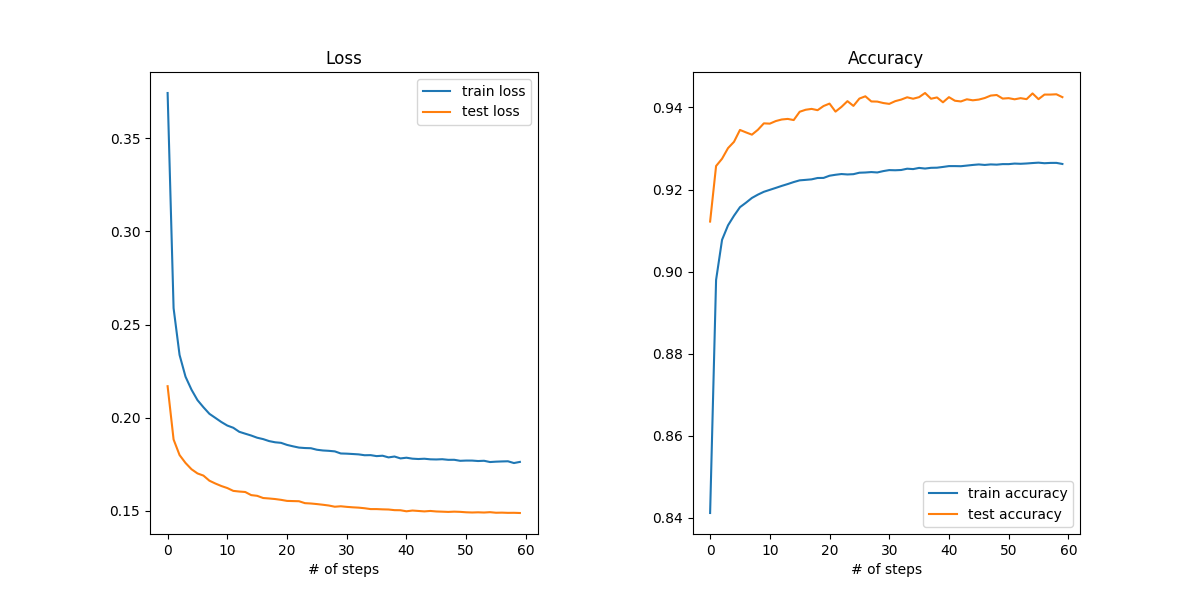 Loss
train loss
test loss
0.35
0.30
0.25
0.20
0.15
0 10 20 30 40 50 60
# of steps
Accuracy
0.94
0.92
0.90
0.88
0.86
0.84
train accuracy
test accuracy
0 10 20 30 40 50 60
# of steps